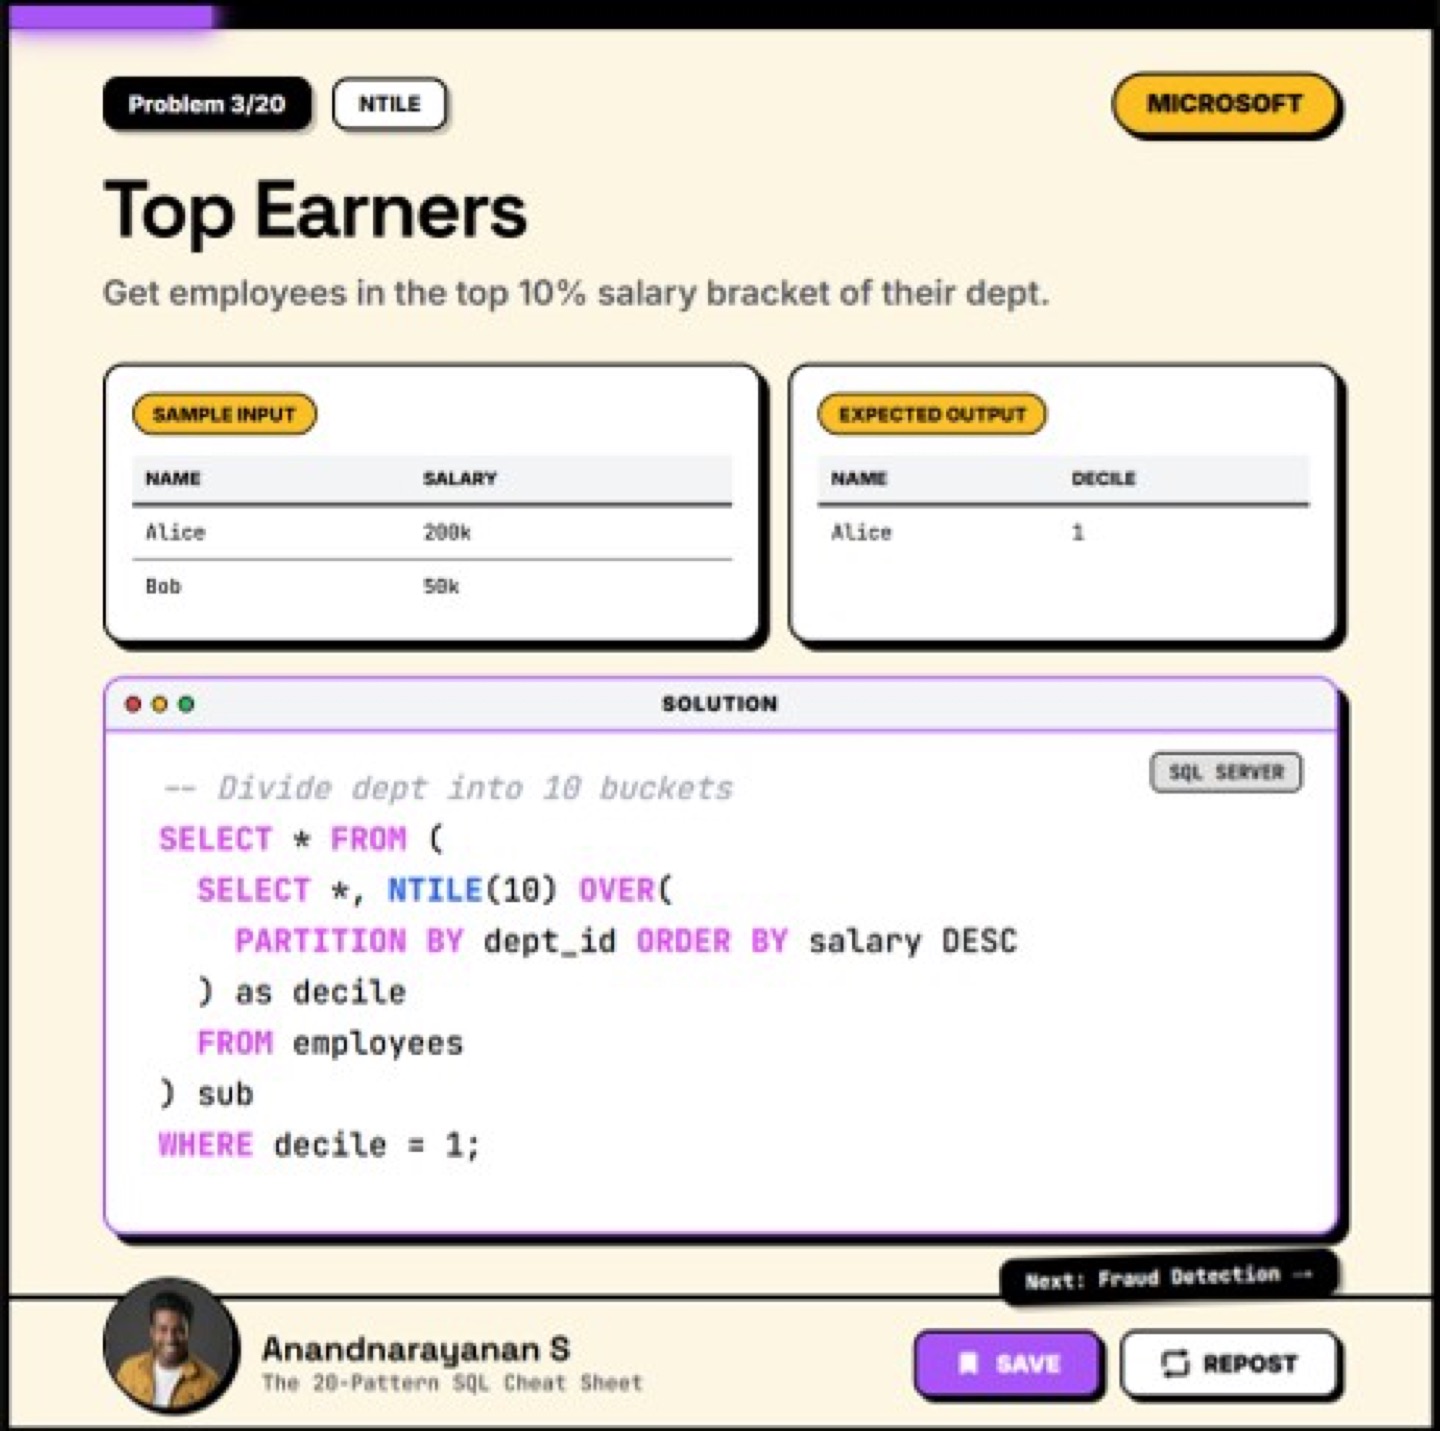 Problem 3/20
NTILE
MICROSOFT
Top Earners
Get employees in the top 10% salary bracket of their dept.
SAMPLE INPUT
NAME SALARY
Alice 200k
Bob 50k
EXPECTED OUTPUT
NAME DECILE
Alice 1
SOLUTION
SQL SERVER
-- Divide dept into 10 buckets
SELECT * FROM (
  SELECT *, NTILE(10) OVER(
    PARTITION BY dept_id ORDER BY salary DESC
  ) as decile
  FROM employees
) sub
WHERE decile = 1;
Next: Fraud Detection →
Anandnarayanan S
The 20-Pattern SQL Cheat Sheet
SAVE
REPOST